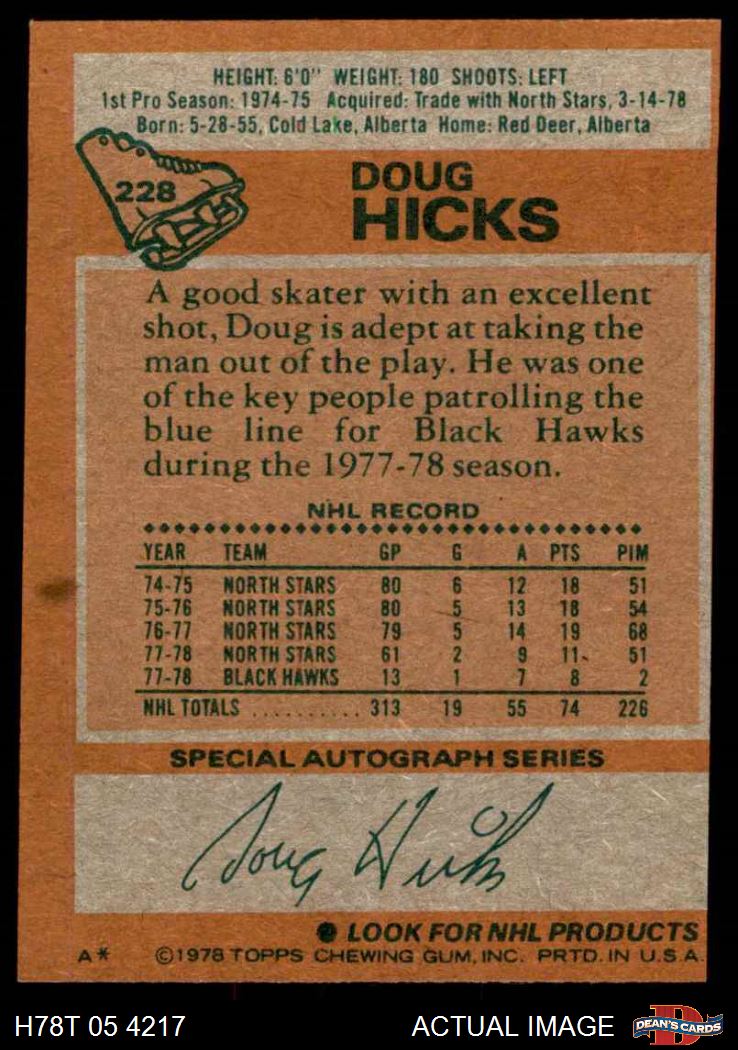 HEIGHT: 6'0" WEIGHT: 180 SHOOTS: LEFT
1st Pro Season: 1974-75 Acquired: Trade with North Stars, 3-14-78
Born: 5-28-55, Cold Lake, Alberta Home: Red Deer, Alberta
228
DOUG
HICKS
A good skater with an excellent
shot, Doug is adept at taking the
man out of the play. He was one
of the key people patrolling the
blue line for Black Hawks
during the 1977-78 season.
NHL RECORD
YEAR TEAM GP G A PTS PIM
74-75 NORTH STARS 80 6 12 18 51
75-76 NORTH STARS 80 5 13 18 54
76-77 NORTH STARS 79 5 14 19 68
77-78 NORTH STARS 61 2 9 11 51
77-78 BLACK HAWKS 13 1 7 8 2
NHL TOTALS .......... 313 19 55 74 226
SPECIAL AUTOGRAPH SERIES
Doug Hicks
LOOK FOR NHL PRODUCTS
A* ©1978 TOPPS CHEWING GUM, INC. PRTD. IN U.S.A.
H78T 05 4217 ACTUAL IMAGE DEAN'S CARDS